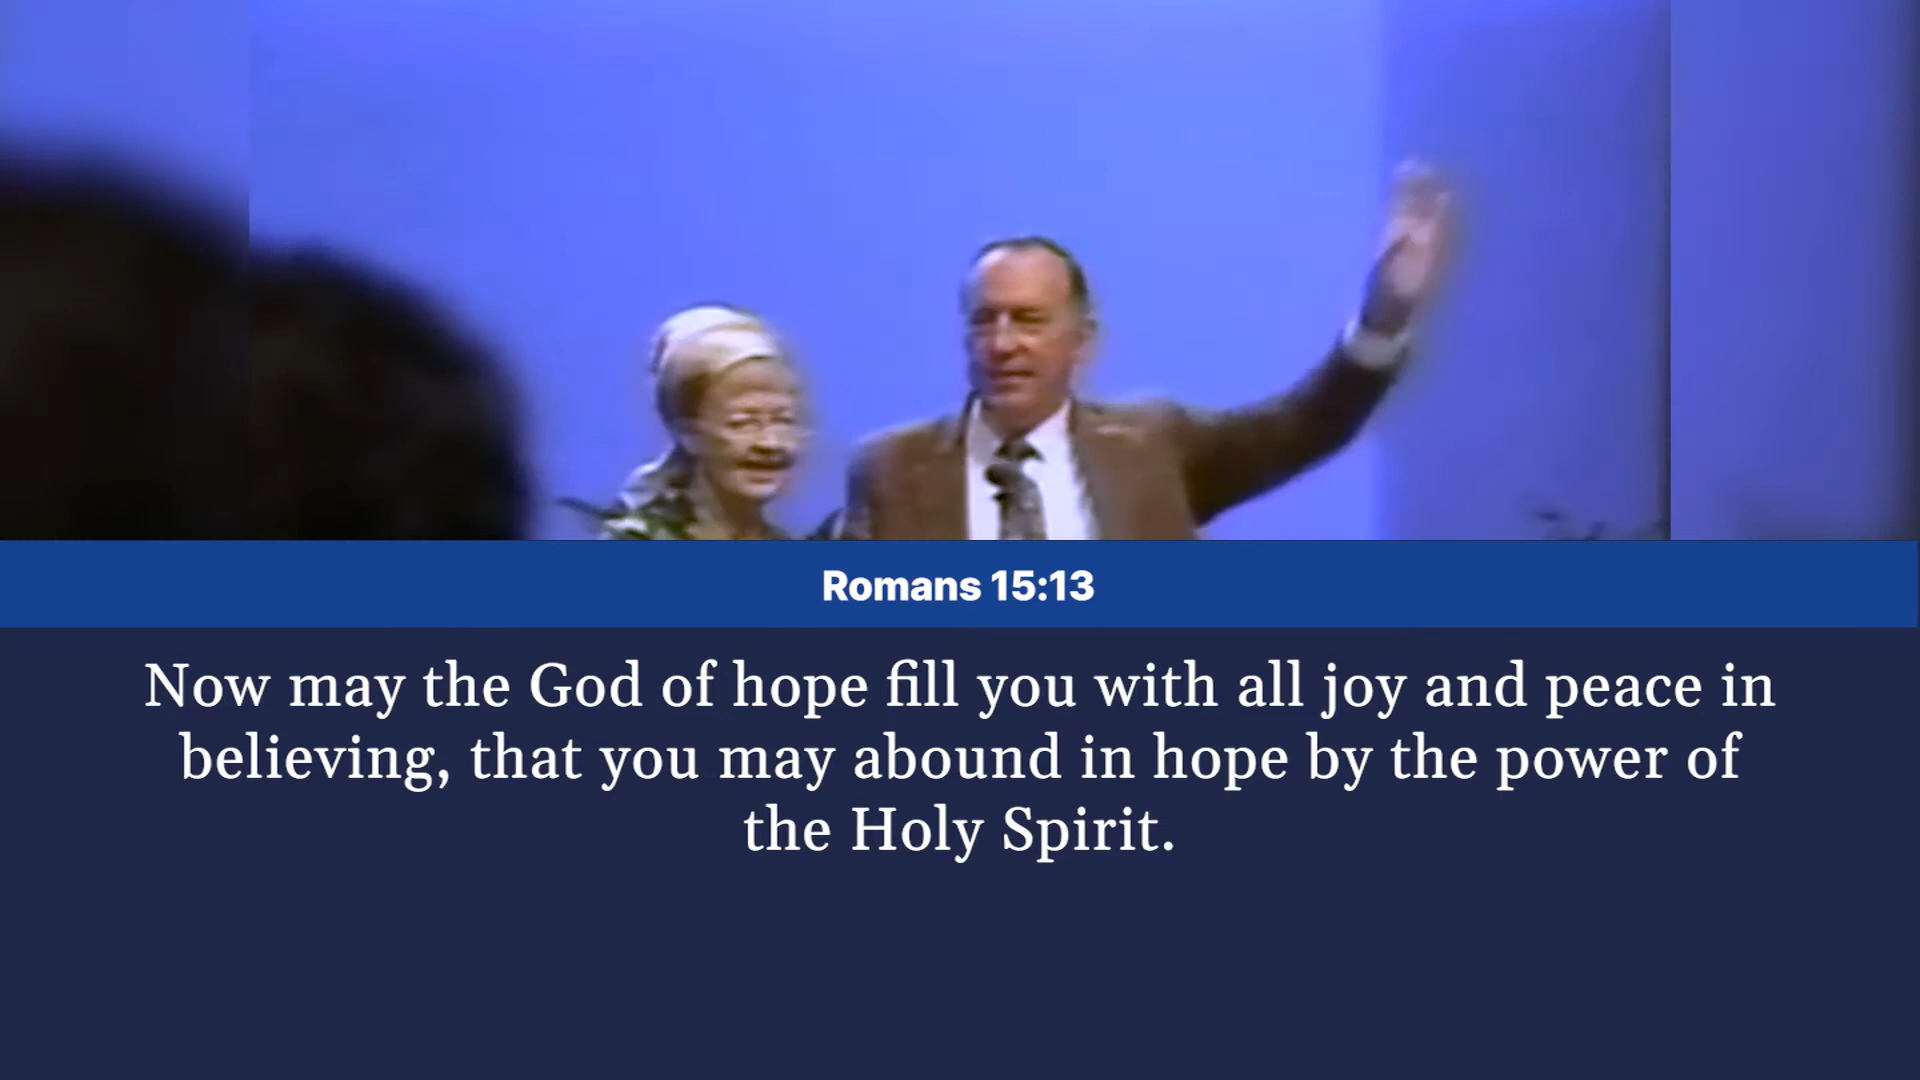 Romans 15:13
Now may the God of hope fill you with all joy and peace in
believing, that you may abound in hope by the power of
the Holy Spirit.